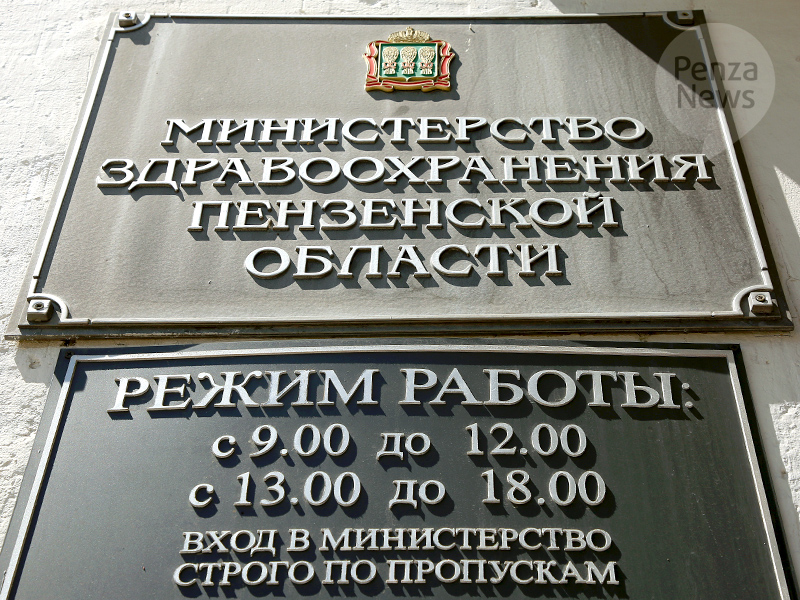 Penza
News
МИНИСТЕРСТВО
ЗДРАВООХРАНЕНИЯ
ПЕНЗЕНСКОЙ
ОБЛАСТИ
РЕЖИМ РАБОТЫ:
с 9.00 до 12.00
с 13.00 до 18.00
ВХОД В МИНИСТЕРСТВО
СТРОГО ПО ПРОПУСКАМ